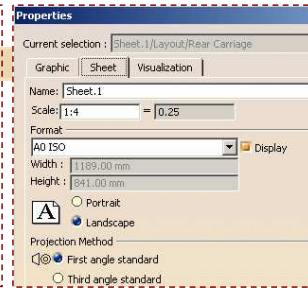 Properties
Current selection : Sheet.1/Layout/Rear Carriage
Graphic Sheet Visualization
Name: Sheet.1
Scale: 1:4 = 0.25
Format
A0 ISO Display
Width : 1189.00 mm
Height : 841.00 mm
A Portrait
Landscape
Projection Method
First angle standard
Third angle standard